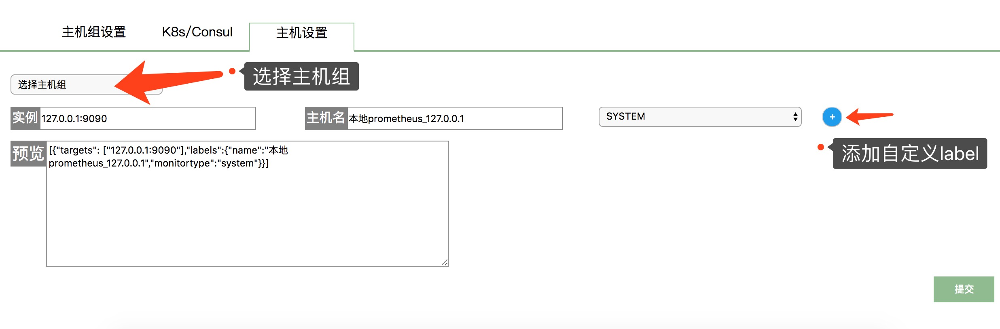 主机组设置 K8s/Consul 主机设置
选择主机组
选择主机组
实例 127.0.0.1:9090 主机名 本地prometheus_127.0.0.1 SYSTEM +
预览 [{"targets": ["127.0.0.1:9090"],"labels":{"name":"本地
prometheus_127.0.0.1","monitortype":"system"}}]
添加自定义label
提交